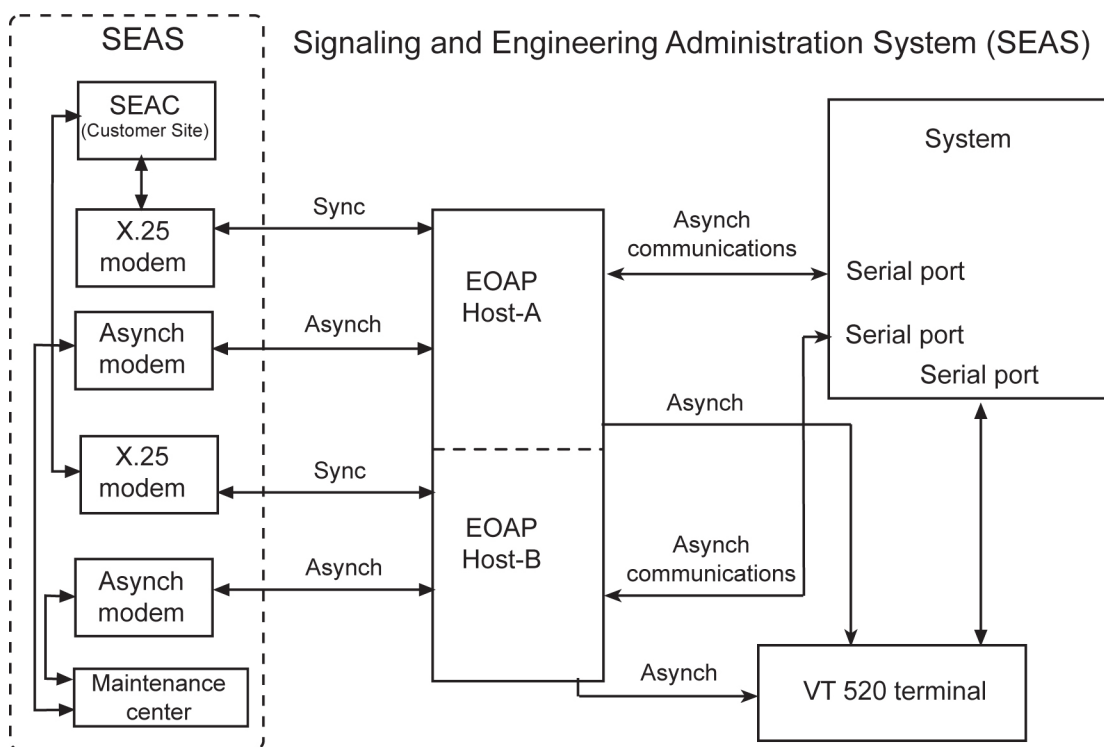 SEAS
Signaling and Engineering Administration System (SEAS)
SEAC
(Customer Site)
System
X.25
modem
Sync
Asynch
communications
EOAP
Host-A
Serial port
Asynch
modem
Asynch
Serial port
Serial port
Asynch
X.25
modem
Sync
EOAP
Host-B
Asynch
communications
Asynch
modem
Asynch
Maintenance
center
Asynch
VT 520 terminal